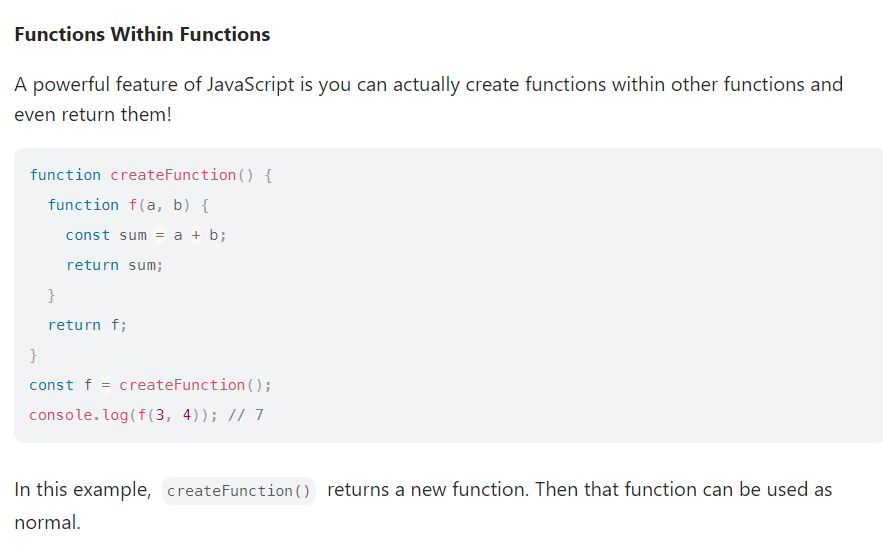 Functions Within Functions
A powerful feature of JavaScript is you can actually create functions within other functions and
even return them!
function createFunction() {
  function f(a, b) {
    const sum = a + b;
    return sum;
  }
  return f;
}
const f = createFunction();
console.log(f(3, 4)); // 7
In this example, createFunction() returns a new function. Then that function can be used as
normal.